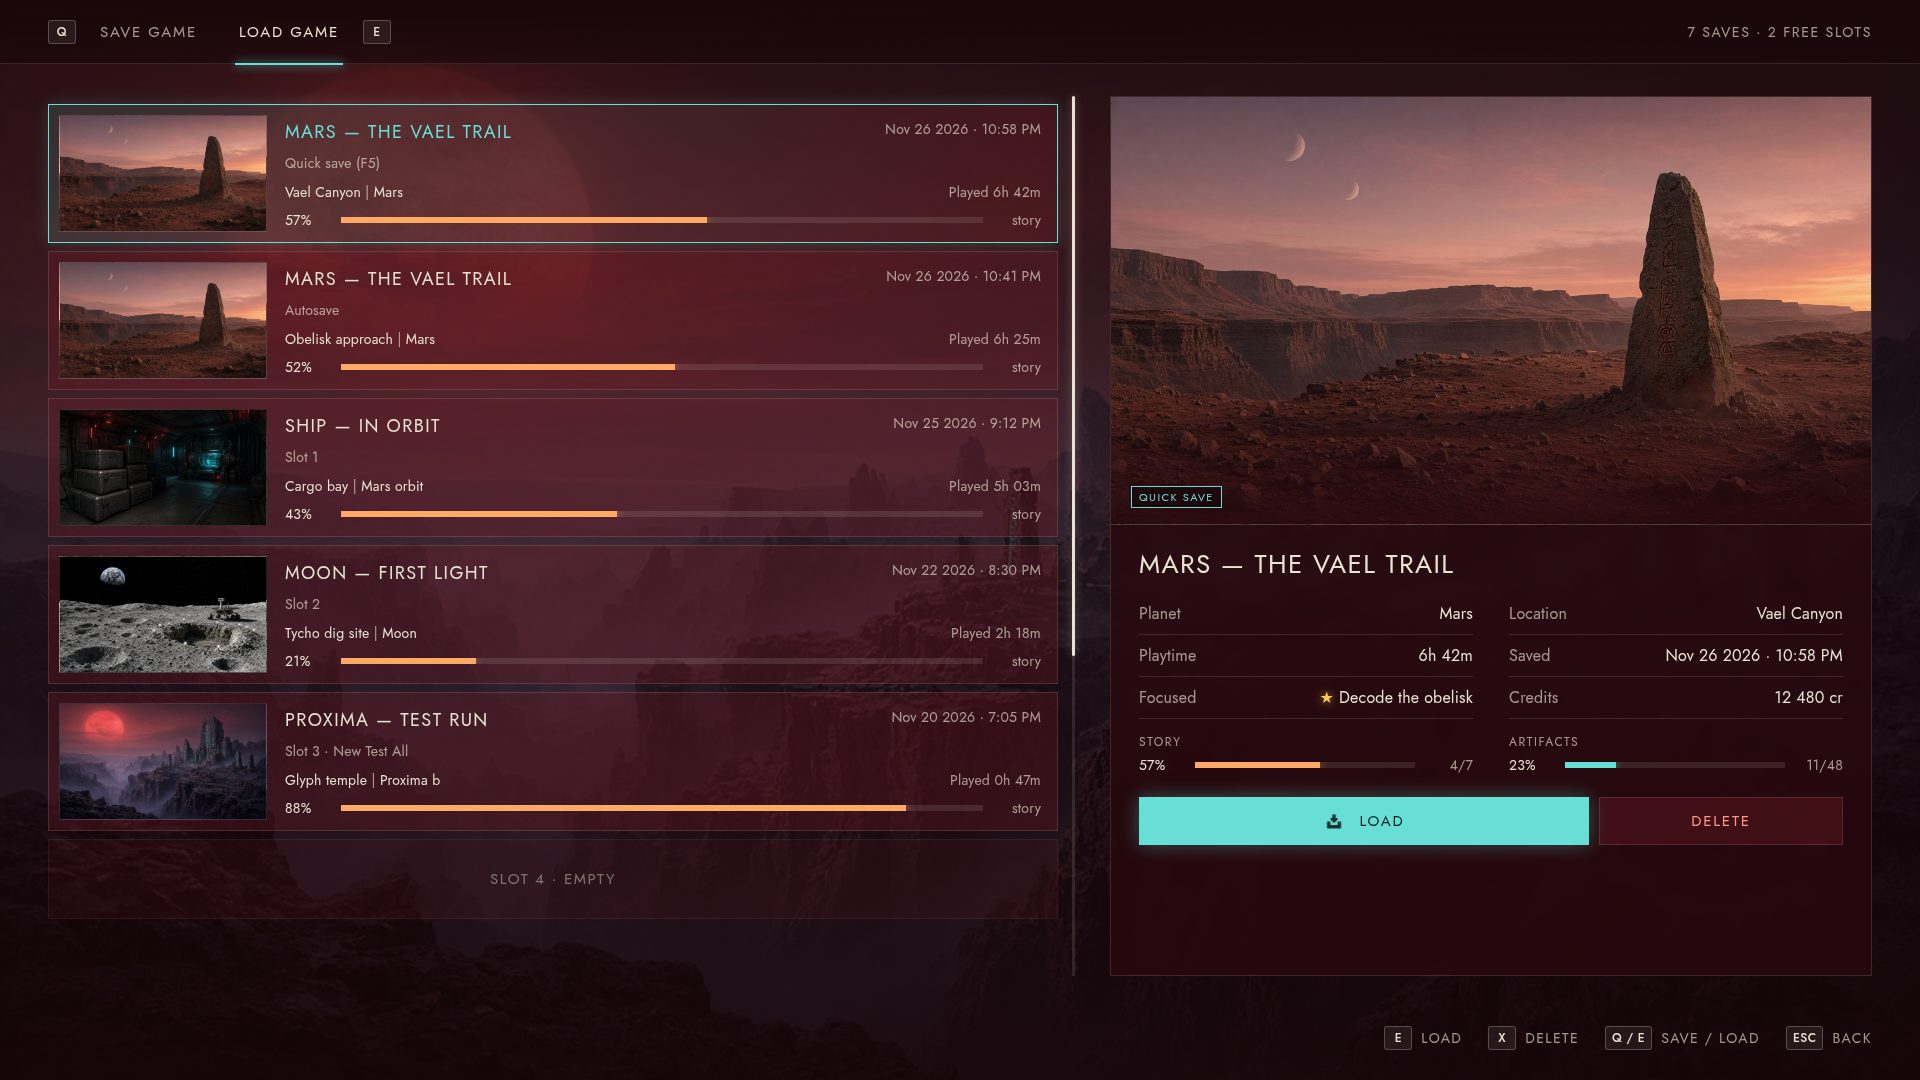 Q SAVE GAME LOAD GAME E 7 SAVES · 2 FREE SLOTS
MARS — THE VAEL TRAIL Nov 26 2026 · 10:58 PM
Quick save (F5)
Vael Canyon | Mars Played 6h 42m
57% story
MARS — THE VAEL TRAIL Nov 26 2026 · 10:41 PM
Autosave
Obelisk approach | Mars Played 6h 25m
52% story
SHIP — IN ORBIT Nov 25 2026 · 9:12 PM
Slot 1
Cargo bay | Mars orbit Played 5h 03m
43% story
MOON — FIRST LIGHT Nov 22 2026 · 8:30 PM
Slot 2
Tycho dig site | Moon Played 2h 18m
21% story
PROXIMA — TEST RUN Nov 20 2026 · 7:05 PM
Slot 3 · New Test All
Glyph temple | Proxima b Played 0h 47m
88% story
SLOT 4 · EMPTY
QUICK SAVE
MARS — THE VAEL TRAIL
Planet Mars Location Vael Canyon
Playtime 6h 42m Saved Nov 26 2026 · 10:58 PM
Focused ★ Decode the obelisk Credits 12 480 cr
STORY ARTIFACTS
57% 4/7 23% 11/48
LOAD DELETE
E LOAD X DELETE Q / E SAVE / LOAD ESC BACK